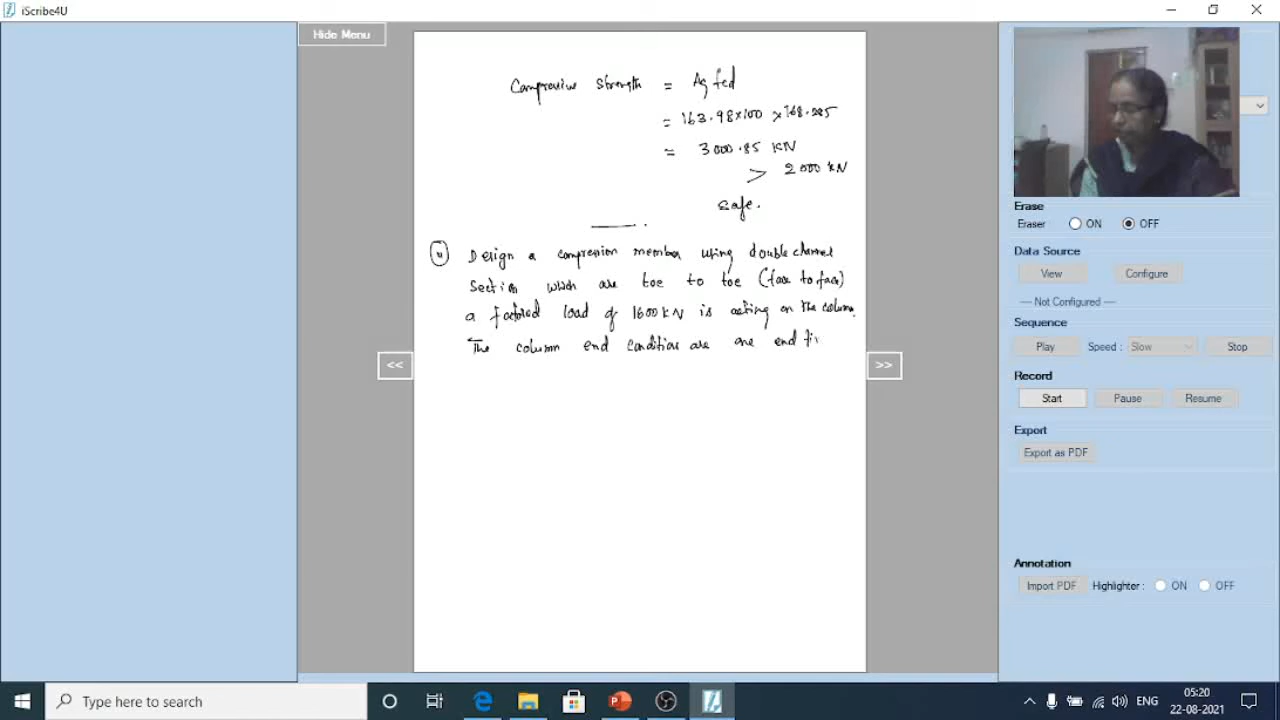 iScribe4U
Hide Menu
Compressive Strength = Ag fcd
= 163.98×100 × 168.285
= 3000.85 KN
> 2000 KN
safe.
Design a compression member using double channel
Section which are toe to toe (face to face)
a factored load of 1600 KN is acting on the column.
The column end conditions are one end fi
<<
>>
Erase
Eraser : ON OFF
Data Source
View Configure
---- Not Configured ----
Sequence
Play Speed : Slow Stop
Record
Start Pause Resume
Export
Export as PDF
Annotation
Import PDF Highlighter : ON OFF
Type here to search
ENG
05:20
22-08-2021